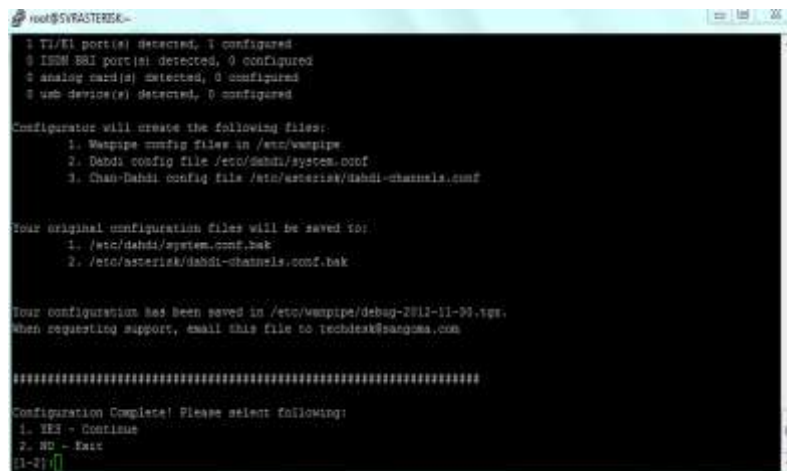 root@SVRASTERISK:~
1 T1/E1 port(s) detected, 1 configured
0 ISDN BRI port(s) detected, 0 configured
0 analog card(s) detected, 0 configured
0 usb device(s) detected, 0 configured
Configurator will create the following files:
1. Wanpipe config files in /etc/wanpipe
2. Dahdi config file /etc/dahdi/system.conf
3. Chan-Dahdi config file /etc/asterisk/dahdi-channels.conf
Your original configuration files will be saved to:
1. /etc/dahdi/system.conf.bak
2. /etc/asterisk/dahdi-channels.conf.bak
Your configuration has been saved in /etc/wanpipe/debug-2012-11-30.tgz.
When requesting support, email this file to techdesk@sangoma.com
###################################################################
Configuration Complete! Please select following:
1. YES - Continue
2. NO - Exit
[1-2]: